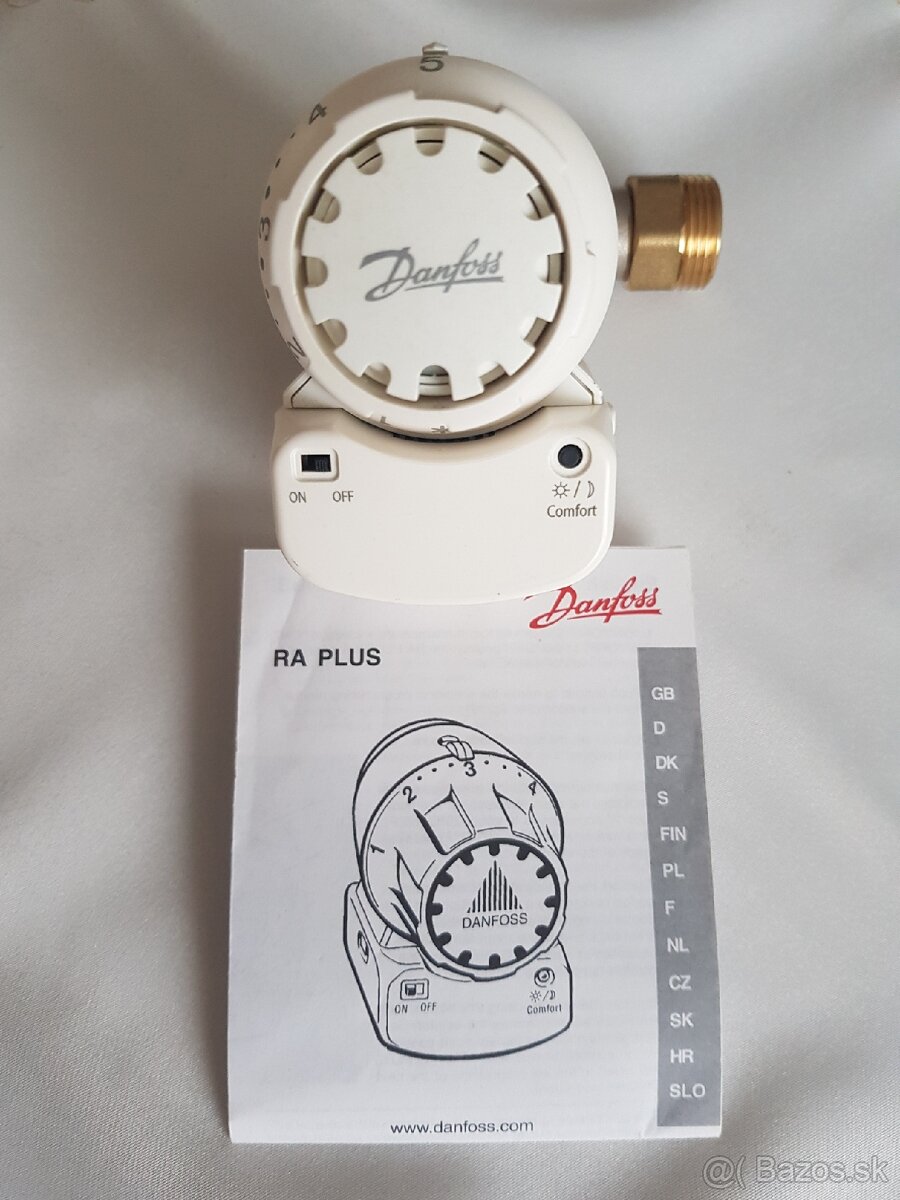 5
4
3
2
1 *
Danfoss
ON OFF
☼/☽
Comfort
Danfoss
RA PLUS
GB
D
DK
S
FIN
PL
F
NL
CZ
SK
HR
SLO
1 2 3 4
DANFOSS
ON OFF
☼/☽
Comfort
www.danfoss.com
@( Bazos.sk